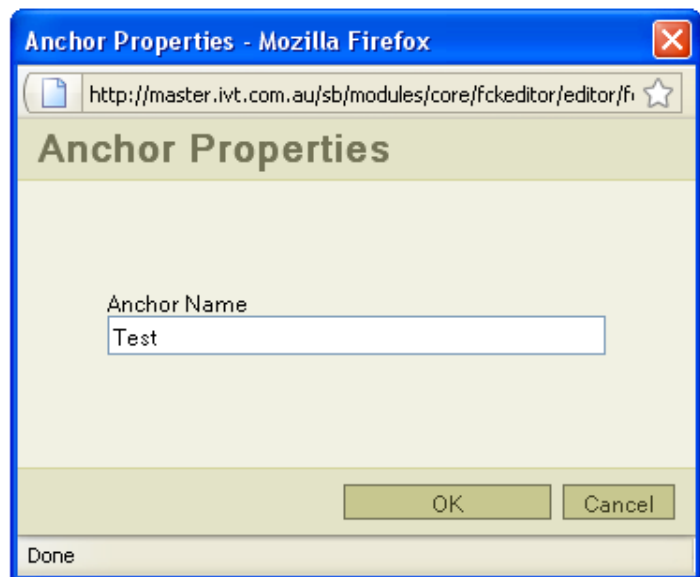 Anchor Properties - Mozilla Firefox
http://master.ivt.com.au/sb/modules/core/fckeditor/editor/f
Anchor Properties
Anchor Name
Test
OK Cancel
Done